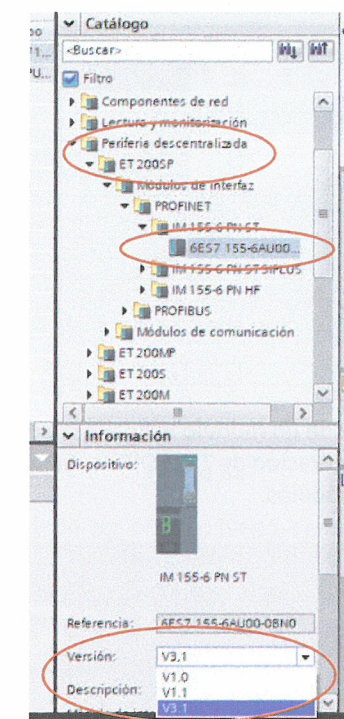 Catálogo
<Buscar>
Filtro
Componentes de red
Lectura y monitorización
Periferia descentralizada
ET 200SP
Módulos de interfaz
PROFINET
IM 155-6 PN ST
6ES7 155-6AU00...
IM 155-6 PN ST SIPLUS
IM 155-6 PN HF
PROFIBUS
Módulos de comunicación
ET 200MP
ET 200S
ET 200M
Información
Dispositivo:
IM 155-6 PN ST
Referencia: 6ES7 155-6AU00-0BN0
Versión: V3.1
V1.0
V1.1
Descripción:
V3.1